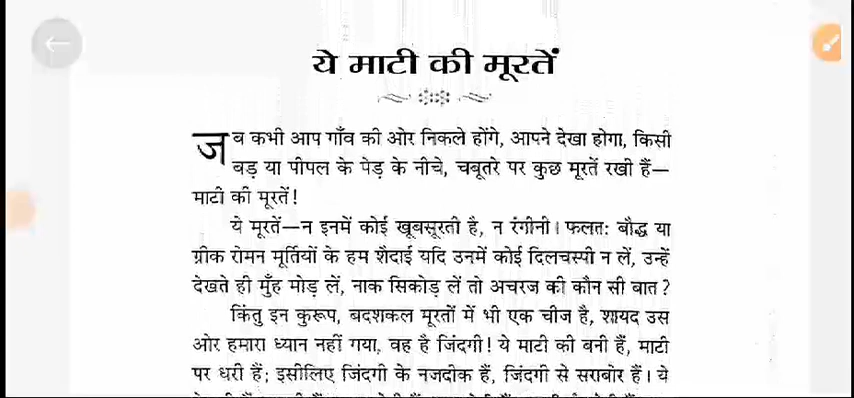 ये माटी की मूरतें
जब कभी आप गाँव की ओर निकले होंगे, आपने देखा होगा, किसी
बड़ या पीपल के पेड़ के नीचे, चबूतरे पर कुछ मूरतें रखी हैं—
माटी की मूरतें!
ये मूरतें—न इनमें कोई खूबसूरती है, न रंगीनी। फलतः बौद्ध या
ग्रीक रोमन मूर्तियों के हम शैदाई यदि उनमें कोई दिलचस्पी न लें, उन्हें
देखते ही मुँह मोड़ लें, नाक सिकोड़ लें तो अचरज की कौन सी बात?
किंतु इन कुरूप, बदशकल मूरतों में भी एक चीज है, शायद उस
ओर हमारा ध्यान नहीं गया, वह है जिंदगी! ये माटी की बनी हैं, माटी
पर धरी हैं; इसीलिए जिंदगी के नजदीक हैं, जिंदगी से सराबोर हैं। ये